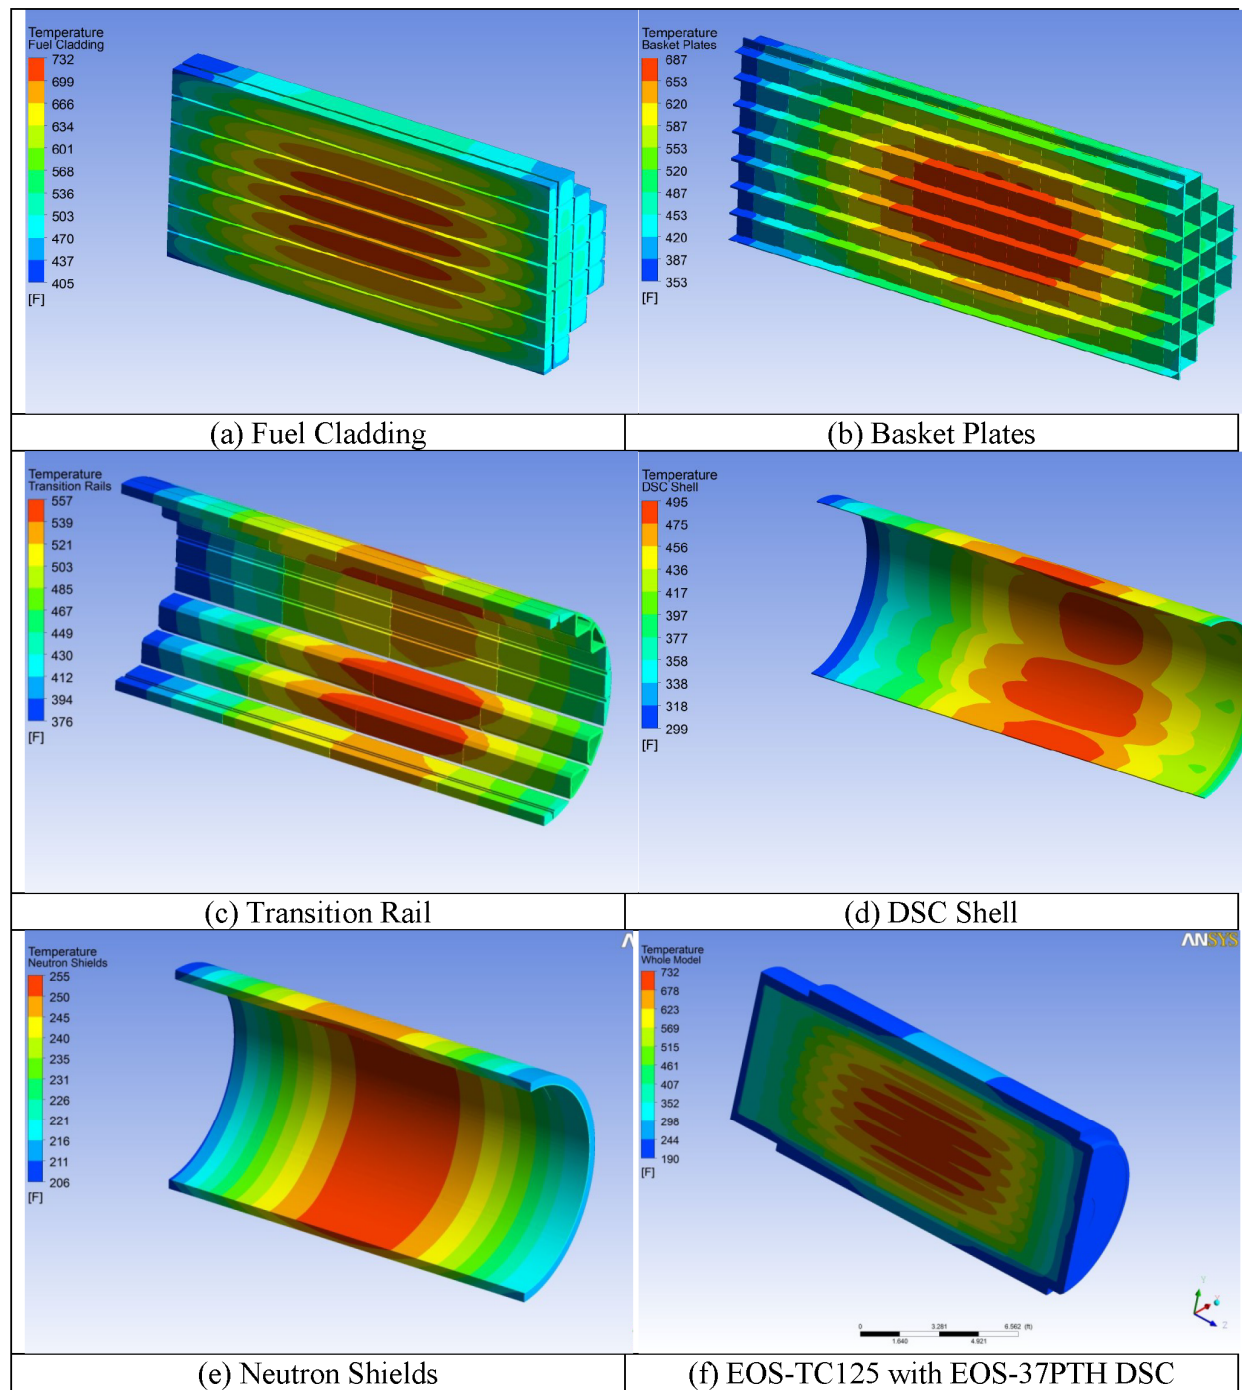 Temperature
Fuel Cladding
732
699
666
634
601
568
536
503
470
437
405
[F]
Temperature
Basket Plates
687
653
620
587
553
520
487
453
420
387
353
[F]
(a) Fuel Cladding
(b) Basket Plates
Temperature
Transition Rails
557
539
521
503
485
467
449
430
412
394
376
[F]
Temperature
DSC Shell
495
475
456
436
417
397
377
358
338
318
299
[F]
(c) Transition Rail
(d) DSC Shell
Temperature
Neutron Shields
255
250
245
240
235
231
226
221
216
211
206
[F]
ANSYS
Temperature
Whole Model
732
678
623
569
515
461
407
352
298
244
190
[F]
Y
X
Z
0 3.281 6.562 (ft)
1.640 4.921
(e) Neutron Shields
(f) EOS-TC125 with EOS-37PTH DSC